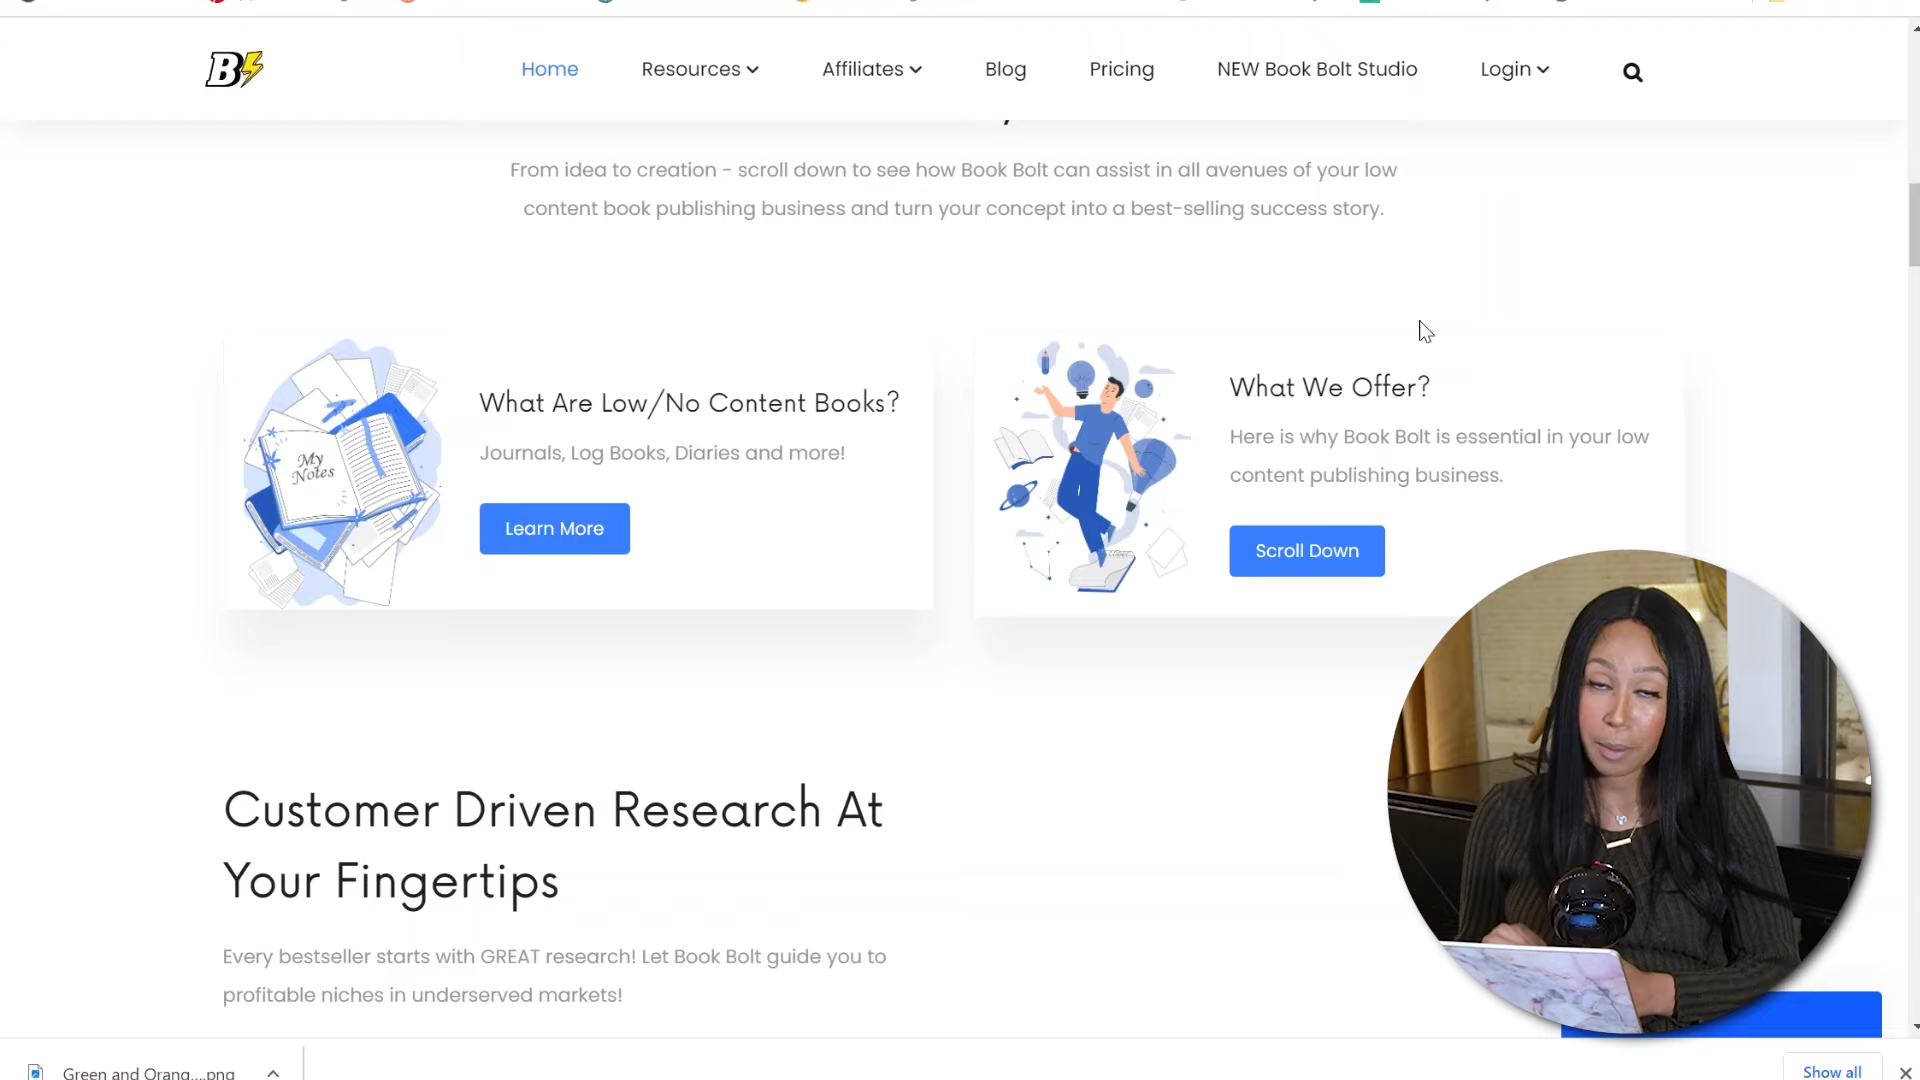 B
Home
Resources
Affiliates
Blog
Pricing
NEW Book Bolt Studio
Login
From idea to creation - scroll down to see how Book Bolt can assist in all avenues of your low
content book publishing business and turn your concept into a best-selling success story.
My
Notes
What Are Low/No Content Books?
Journals, Log Books, Diaries and more!
Learn More
What We Offer?
Here is why Book Bolt is essential in your low
content publishing business.
Scroll Down
Customer Driven Research At
Your Fingertips
Every bestseller starts with GREAT research! Let Book Bolt guide you to
profitable niches in underserved markets!
Green and Orang....png
Show all